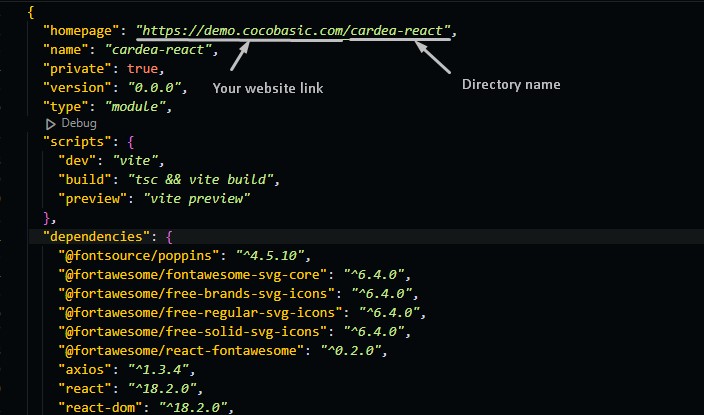 {
"homepage": "https://demo.cocobasic.com/cardea-react",
"name": "cardea-react",
"private": true,
"version": "0.0.0",
Your website link
Directory name
"type": "module",
Debug
"scripts": {
"dev": "vite",
"build": "tsc && vite build",
"preview": "vite preview"
},
"dependencies": {
"@fontsource/poppins": "^4.5.10",
"@fortawesome/fontawesome-svg-core": "^6.4.0",
"@fortawesome/free-brands-svg-icons": "^6.4.0",
"@fortawesome/free-regular-svg-icons": "^6.4.0",
"@fortawesome/free-solid-svg-icons": "^6.4.0",
"@fortawesome/react-fontawesome": "^0.2.0",
"axios": "^1.3.4",
"react": "^18.2.0",
"react-dom": "^18.2.0",